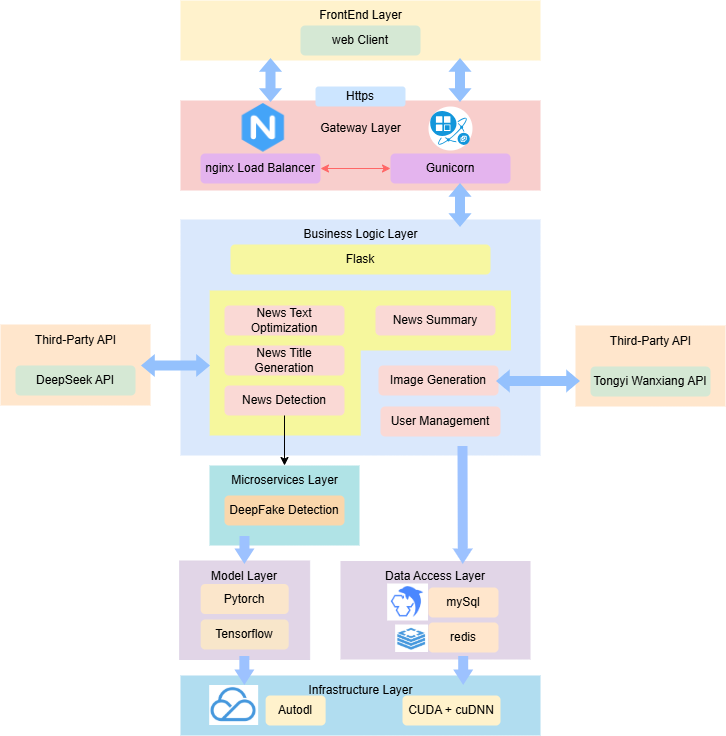 FrontEnd Layer
web Client
Https
Gateway Layer
nginx Load Balancer
Gunicorn
Business Logic Layer
Flask
News Text
Optimization
News Summary
News Title
Generation
News Detection
Image Generation
User Management
Third-Party API
DeepSeek API
Third-Party API
Tongyi Wanxiang API
Microservices Layer
DeepFake Detection
Model Layer
Pytorch
Tensorflow
Data Access Layer
mySql
redis
Infrastructure Layer
Autodl
CUDA + cuDNN